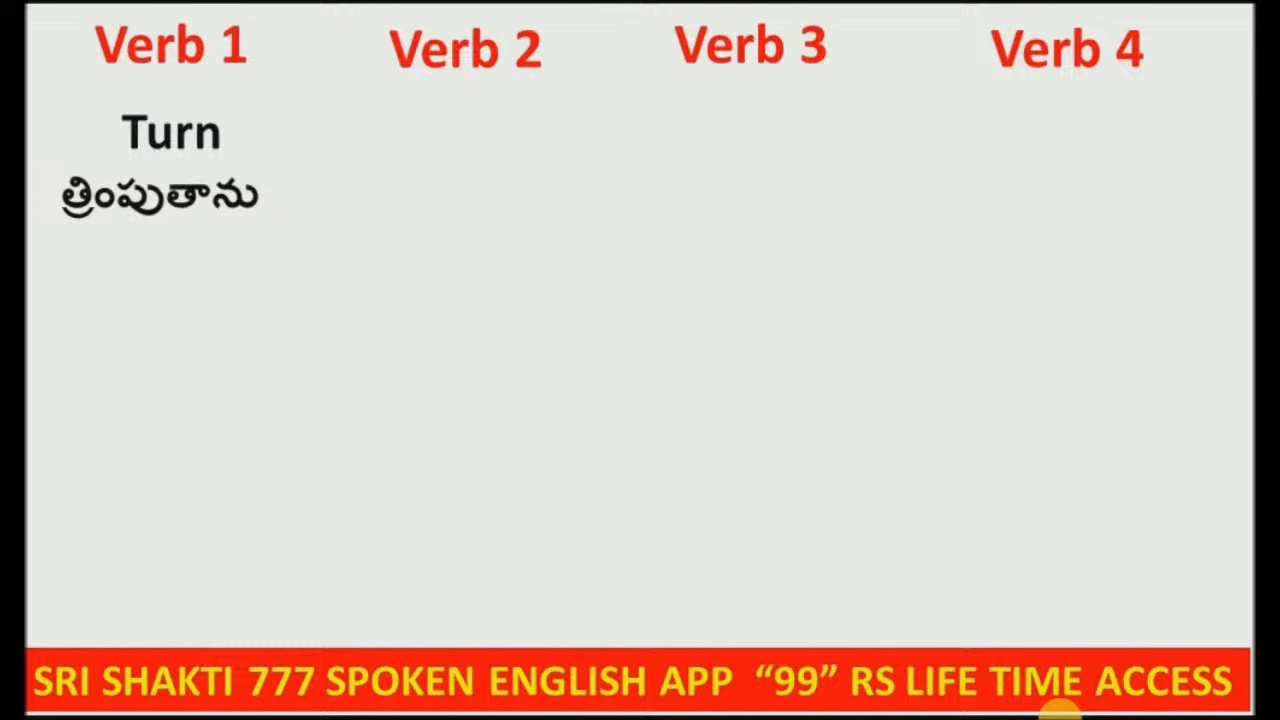 Verb 1 Verb 2 Verb 3 Verb 4
Turn
త్రింపుతాను
SRI SHAKTI 777 SPOKEN ENGLISH APP “99” RS LIFE TIME ACCESS